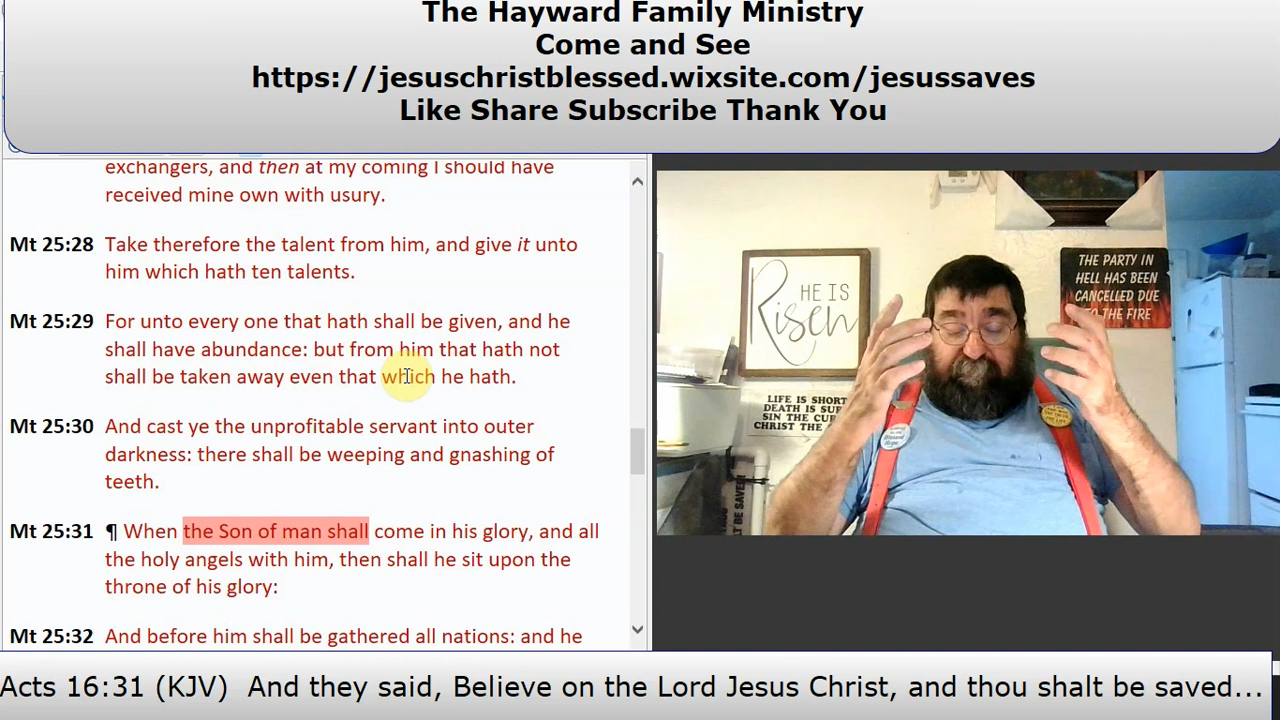 The Hayward Family Ministry
Come and See
https://jesuschristblessed.wixsite.com/jesussaves
Like Share Subscribe Thank You
exchangers, and then at my coming I should have
received mine own with usury.
Mt 25:28 Take therefore the talent from him, and give it unto
him which hath ten talents.
Mt 25:29 For unto every one that hath shall be given, and he
shall have abundance: but from him that hath not
shall be taken away even that which he hath.
Mt 25:30 And cast ye the unprofitable servant into outer
darkness: there shall be weeping and gnashing of
teeth.
Mt 25:31 ¶ When the Son of man shall come in his glory, and all
the holy angels with him, then shall he sit upon the
throne of his glory:
Mt 25:32 And before him shall be gathered all nations: and he
HE IS
Risen
THE PARTY IN
HELL HAS BEEN
CANCELLED DUE
TO THE FIRE
LIFE IS SHORT
DEATH IS
SIN THE
CHRIST THE
BE SAVED!
Acts 16:31 (KJV) And they said, Believe on the Lord Jesus Christ, and thou shalt be saved...